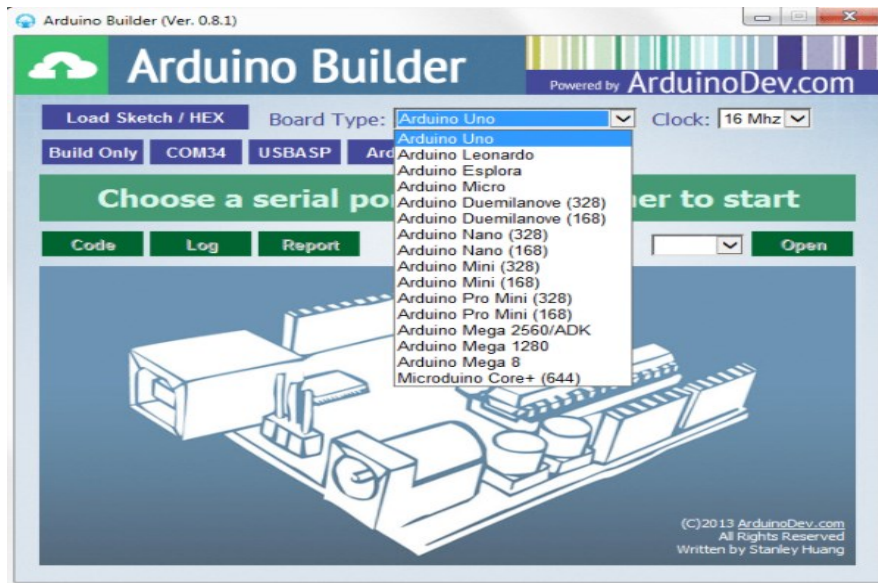 Arduino Builder (Ver. 0.8.1)
Arduino Builder
Powered by ArduinoDev.com
Load Sketch / HEX Board Type: Arduino Uno Clock: 16 Mhz
Build Only COM34 USBASP Ard
Arduino Uno
Arduino Leonardo
Arduino Esplora
Arduino Micro
Arduino Duemilanove (328)
Arduino Duemilanove (168)
Arduino Nano (328)
Arduino Nano (168)
Arduino Mini (328)
Arduino Mini (168)
Arduino Pro Mini (328)
Arduino Pro Mini (168)
Arduino Mega 2560/ADK
Arduino Mega 1280
Arduino Mega 8
Microduino Core+ (644)
Choose a serial po er to start
Code Log Report Open
(C)2013 ArduinoDev.com
All Rights Reserved
Written by Stanley Huang